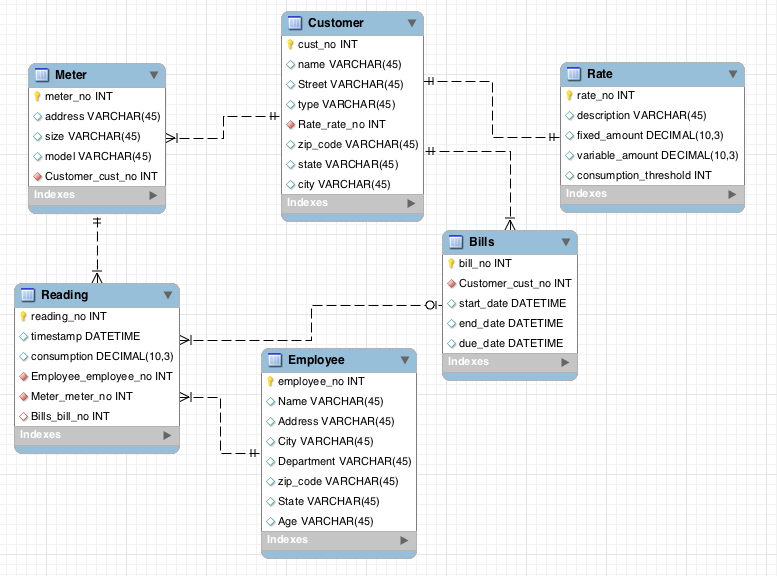 Customer
cust_no INT
name VARCHAR(45)
Street VARCHAR(45)
type VARCHAR(45)
Rate_rate_no INT
zip_code VARCHAR(45)
state VARCHAR(45)
city VARCHAR(45)
Indexes
Meter
meter_no INT
address VARCHAR(45)
size VARCHAR(45)
model VARCHAR(45)
Customer_cust_no INT
Indexes
Rate
rate_no INT
description VARCHAR(45)
fixed_amount DECIMAL(10,3)
variable_amount DECIMAL(10,3)
consumption_threshold INT
Indexes
Bills
bill_no INT
Customer_cust_no INT
start_date DATETIME
end_date DATETIME
due_date DATETIME
Indexes
Reading
reading_no INT
timestamp DATETIME
consumption DECIMAL(10,3)
Employee_employee_no INT
Meter_meter_no INT
Bills_bill_no INT
Indexes
Employee
employee_no INT
Name VARCHAR(45)
Address VARCHAR(45)
City VARCHAR(45)
Department VARCHAR(45)
zip_code VARCHAR(45)
State VARCHAR(45)
Age VARCHAR(45)
Indexes